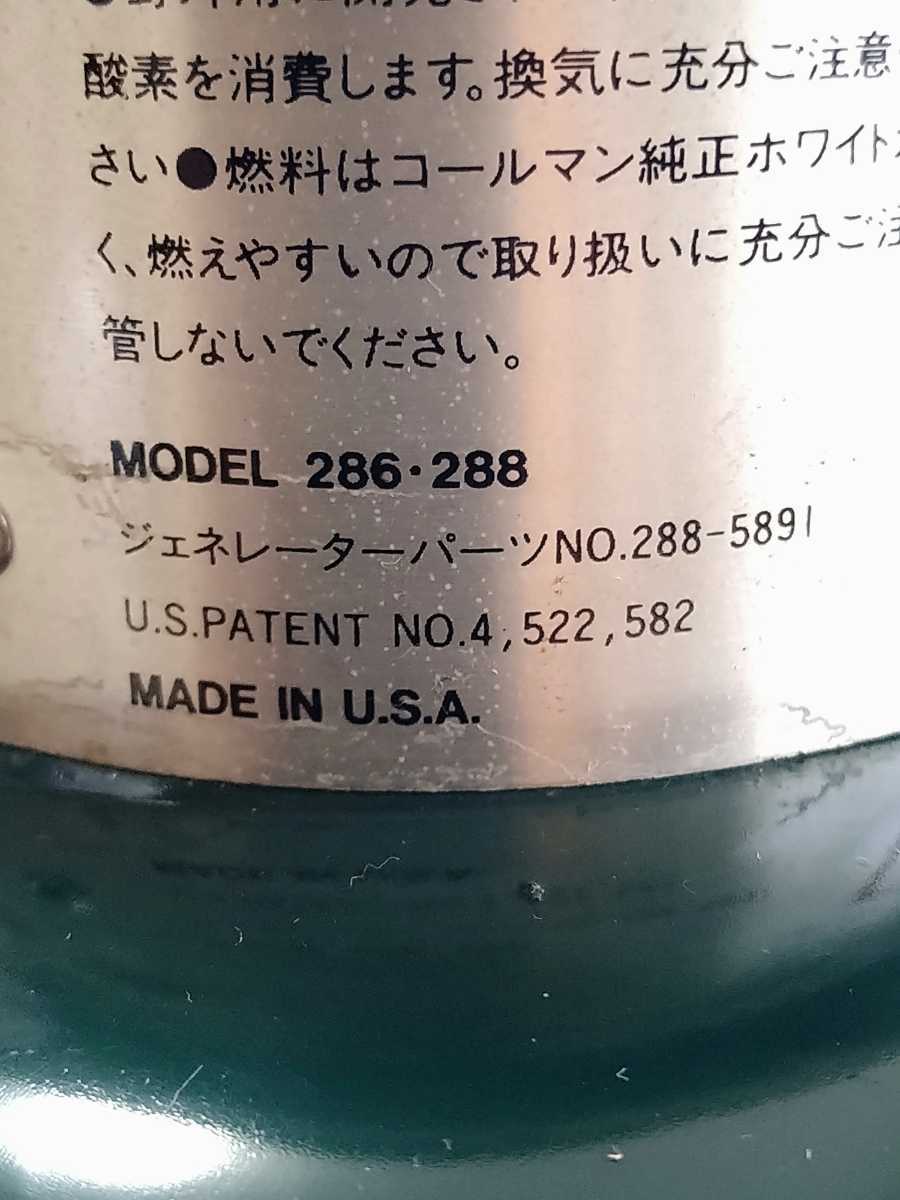 酸素を消費します。換気に充分ご注意
さい●燃料はコールマン純正ホワイト
く、燃えやすいので取り扱いに充分ご注
管しないでください。
MODEL 286・288
ジェネレーターパーツNO.288-5891
U.S.PATENT NO.4,522,582
MADE IN U.S.A.